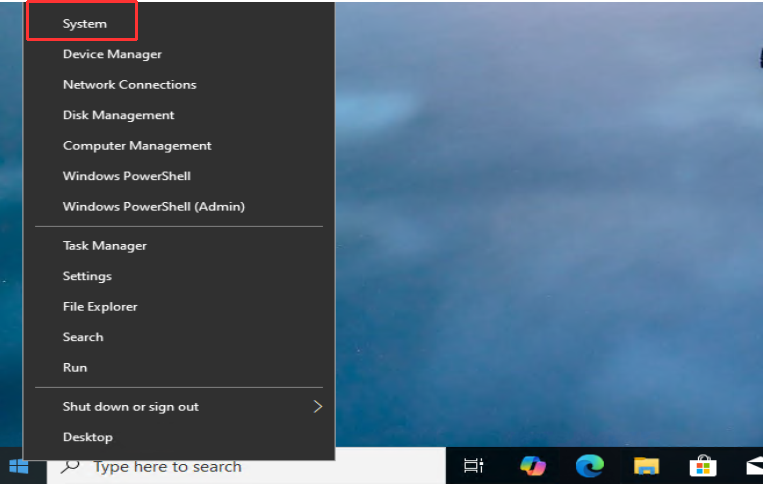 System
Device Manager
Network Connections
Disk Management
Computer Management
Windows PowerShell
Windows PowerShell (Admin)
Task Manager
Settings
File Explorer
Search
Run
Shut down or sign out
Desktop
Type here to search